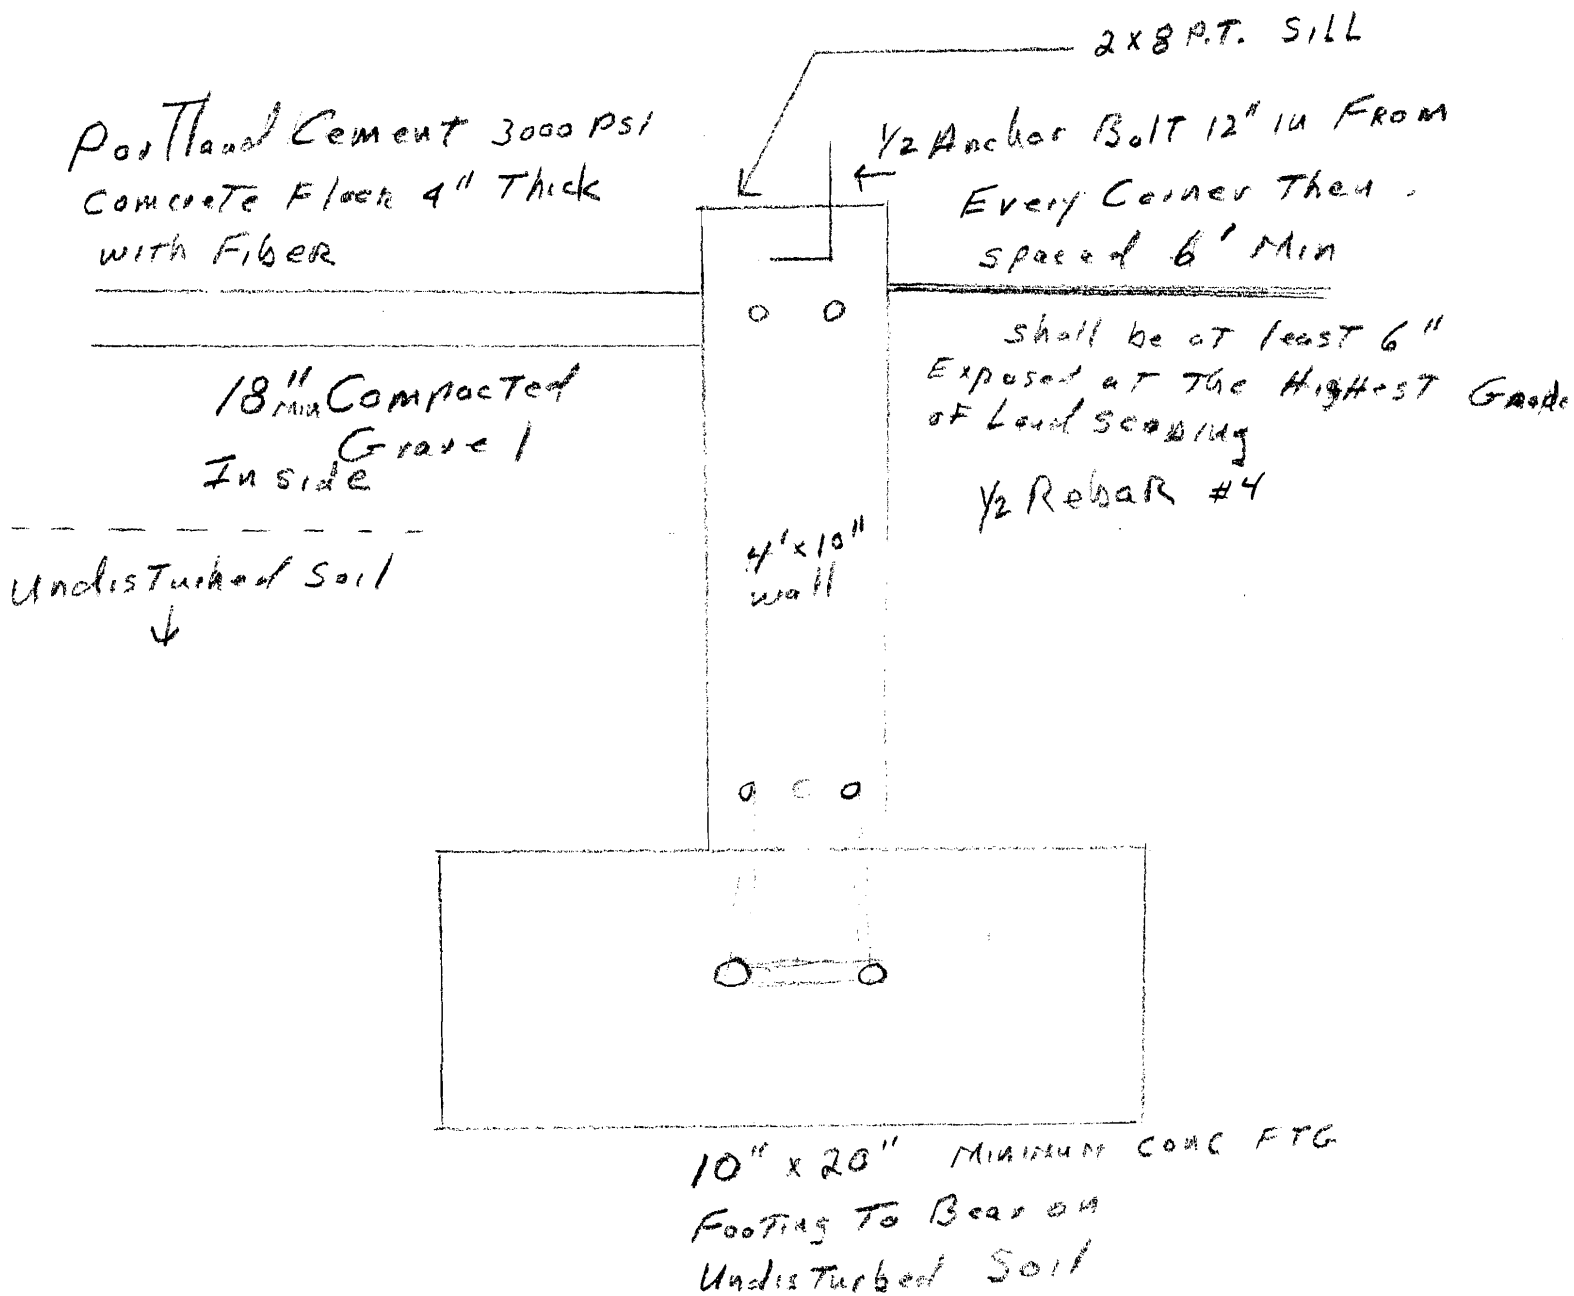 2 x 8 P.T. SILL
Portland Cement 3000 PSI
Concrete Floor 4" Thick
with Fiber
1/2 Anchor Bolt 12" in From
Every Corner Then
spaced 6' Min
shall be at least 6"
Exposed at The HigHest Grade
of Land scaping
1/2 RebaR #4
18" Min Compacted
Gravel
Inside
UndisTurbed Soil
4' x 10"
wall
10" x 20" MINIMUM CONC FTG
FooTing To Bear on
UndisTurbed Soil